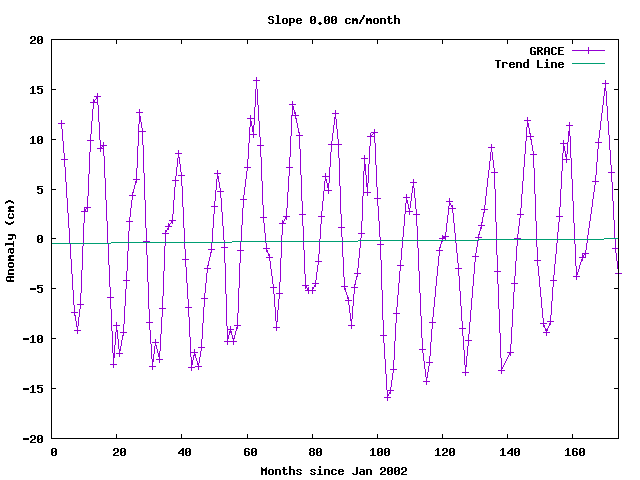 Slope 0.00 cm/month
GRACE
Trend Line
20
15
10
5
0
-5
-10
-15
-20
Anomaly (cm)
0 20 40 60 80 100 120 140 160
Months since Jan 2002